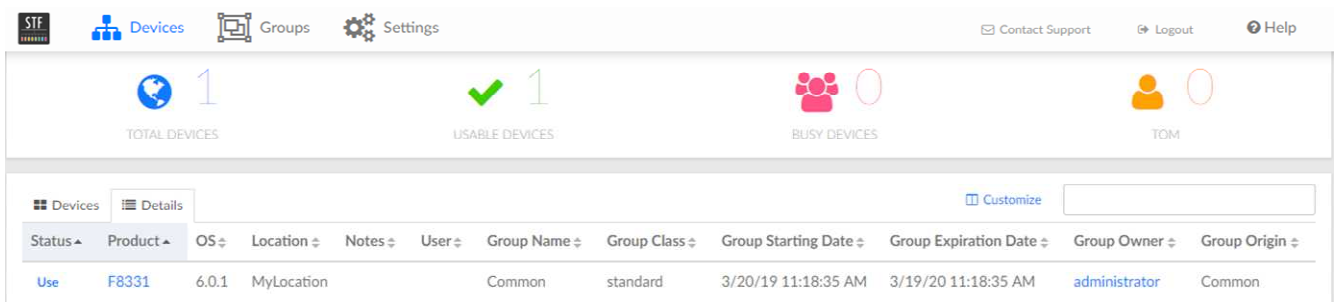 STF Devices Groups Settings Contact Support Logout Help
1 1 0 0
TOTAL DEVICES USABLE DEVICES BUSY DEVICES TOM
Devices Details Customize
Status Product OS Location Notes User Group Name Group Class Group Starting Date Group Expiration Date Group Owner Group Origin
Use F8331 6.0.1 MyLocation Common standard 3/20/19 11:18:35 AM 3/19/20 11:18:35 AM administrator Common